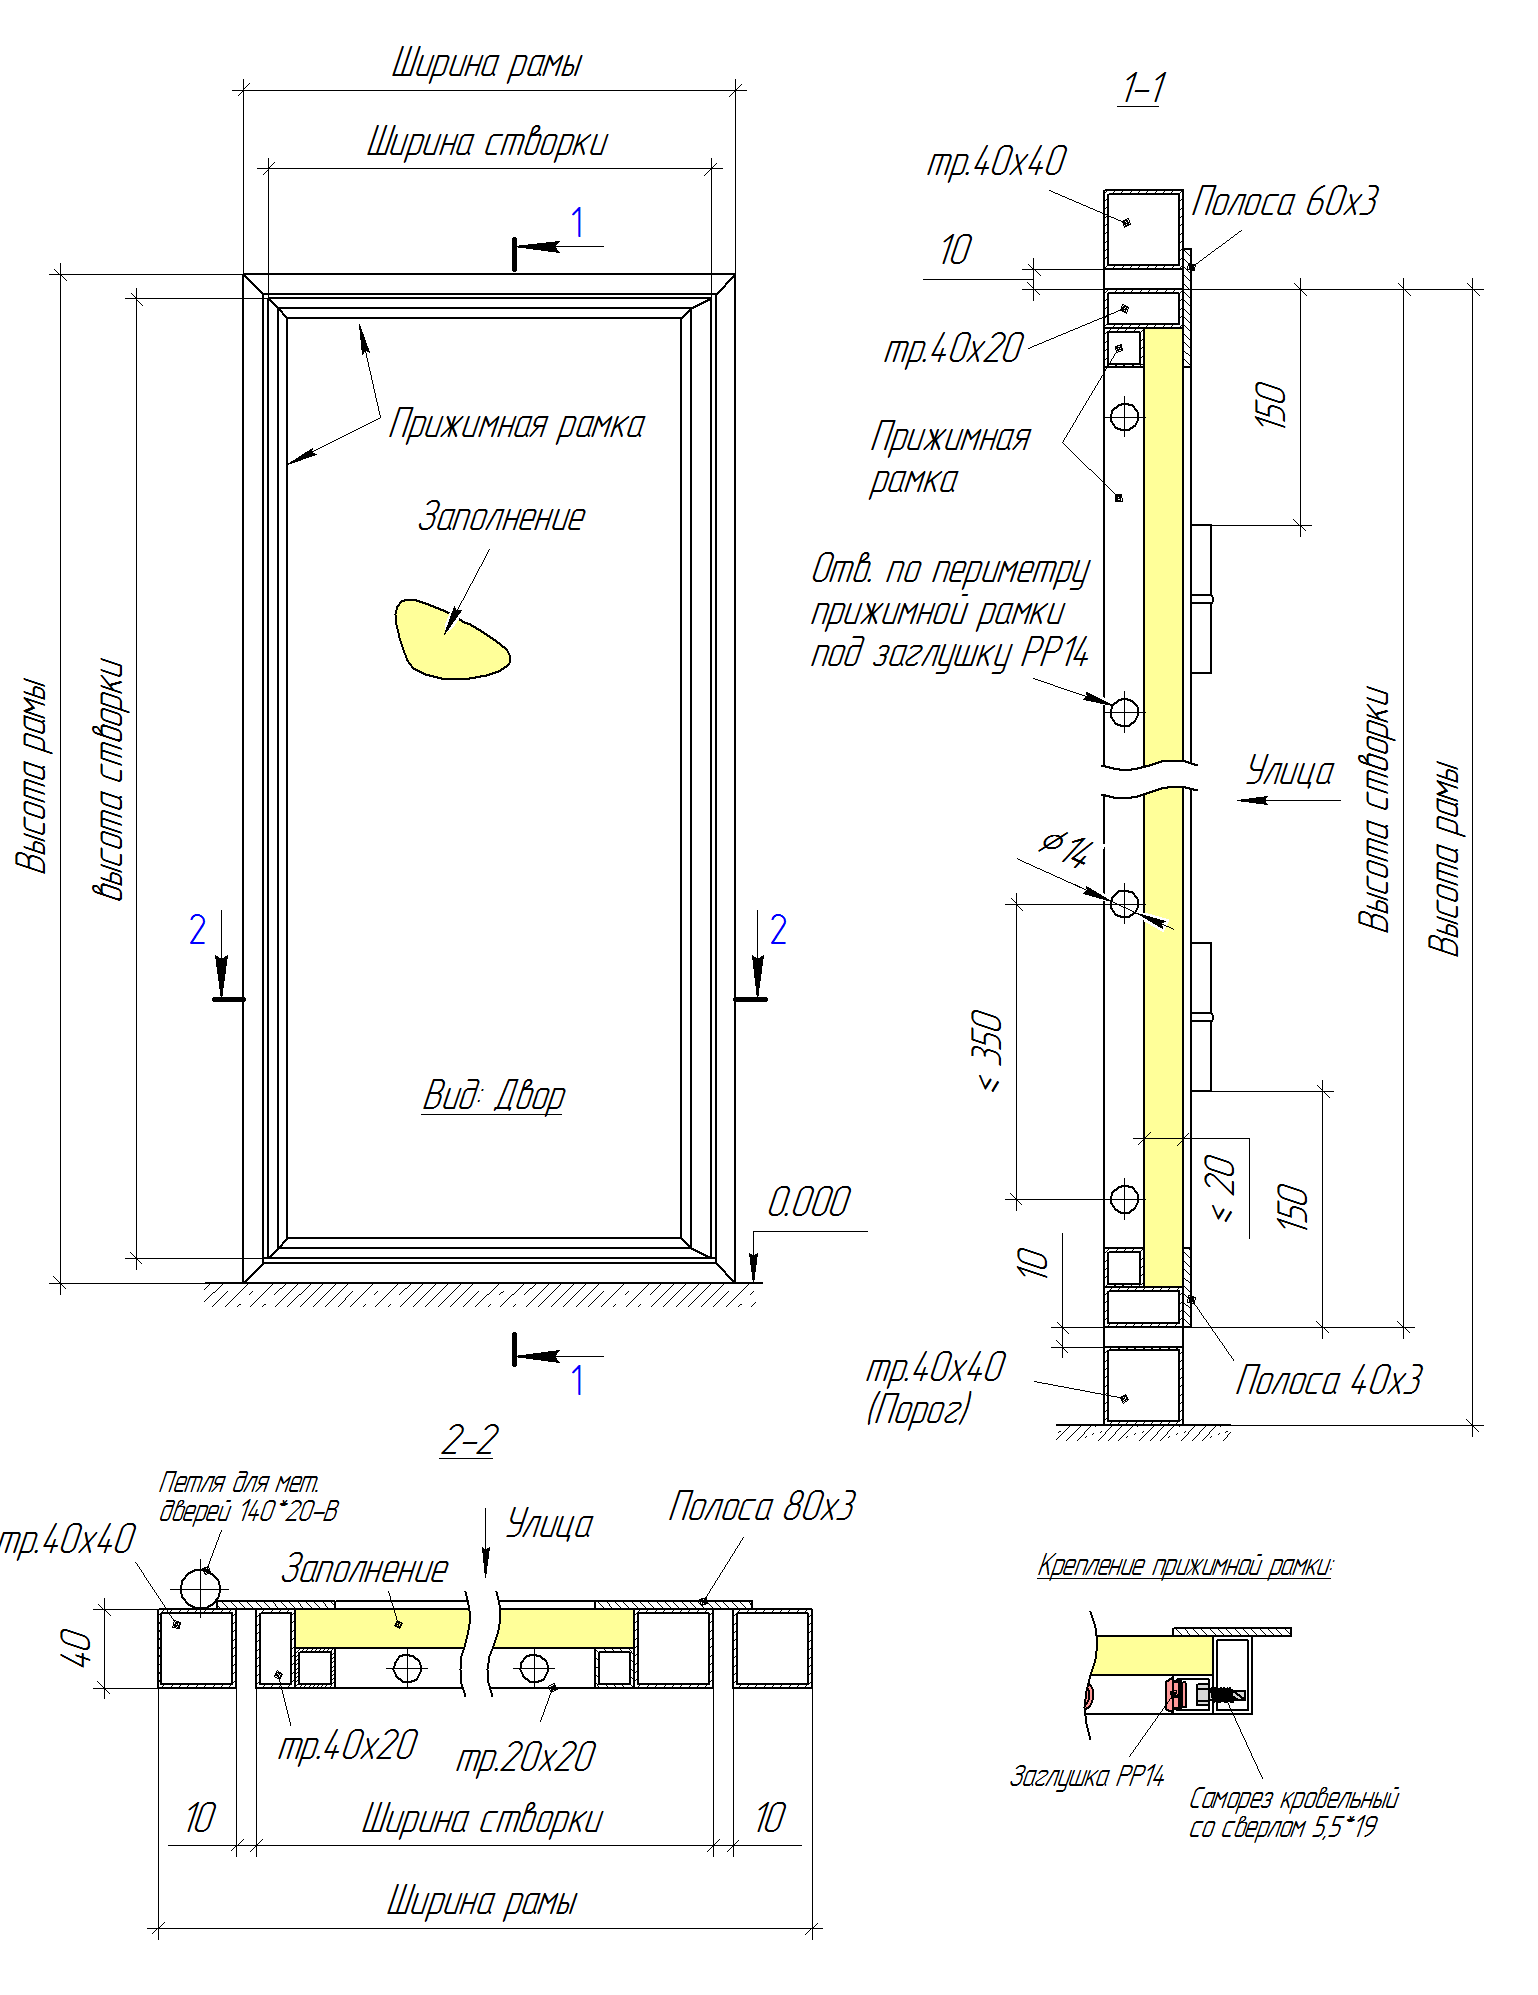 Ширина рамы
Ширина створки
1
Прижимная рамка
Заполнение
Высота рамы
высота створки
2
2
Вид: Двор
0.000
1
1-1
тр.40х40
Полоса 60х3
10
тр.40х20
150
Прижимная
рамка
Отв. по периметру
прижимной рамки
под заглушку РР14
Улица
Высота створки
Высота рамы
⌀14
≤ 350
≤ 20
150
10
тр.40х40
(Порог)
Полоса 40х3
2-2
Петля для мет.
дверей 140*20-В
тр.40х40
Улица
Полоса 80х3
Заполнение
40
тр.40х20
тр.20х20
10
Ширина створки
10
Ширина рамы
Крепление прижимной рамки:
Заглушка РР14
Саморез кровельный
со сверлом 5,5*19